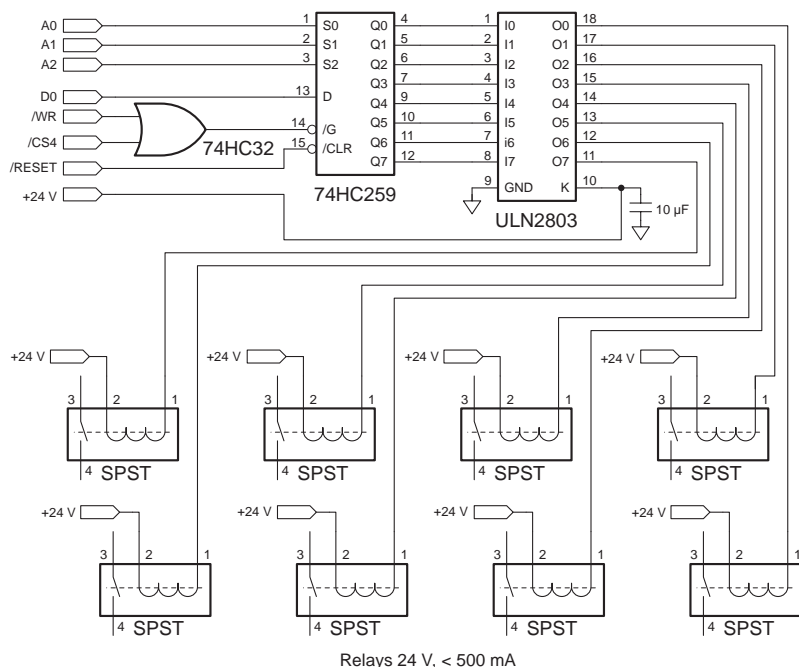 A0 1 S0 Q0 4 1 I0 O0 18
A1 2 S1 Q1 5 2 I1 O1 17
A2 3 S2 Q2 6 3 I2 O2 16
Q3 7 4 I3 O3 15
D0 13 D Q4 9 5 I4 O4 14
/WR Q5 10 6 I5 O5 13
14 /G Q6 11 7 i6 O6 12
/CS4 15 /CLR Q7 12 8 I7 O7 11
/RESET 74HC32 9 GND K 10
+24 V 74HC259 ULN2803 10 µF
+24 V +24 V +24 V +24 V
3 2 1 3 2 1 3 2 1 3 2 1
4 SPST 4 SPST 4 SPST 4 SPST
+24 V +24 V +24 V +24 V
3 2 1 3 2 1 3 2 1 3 2 1
4 SPST 4 SPST 4 SPST 4 SPST
Relays 24 V, < 500 mA